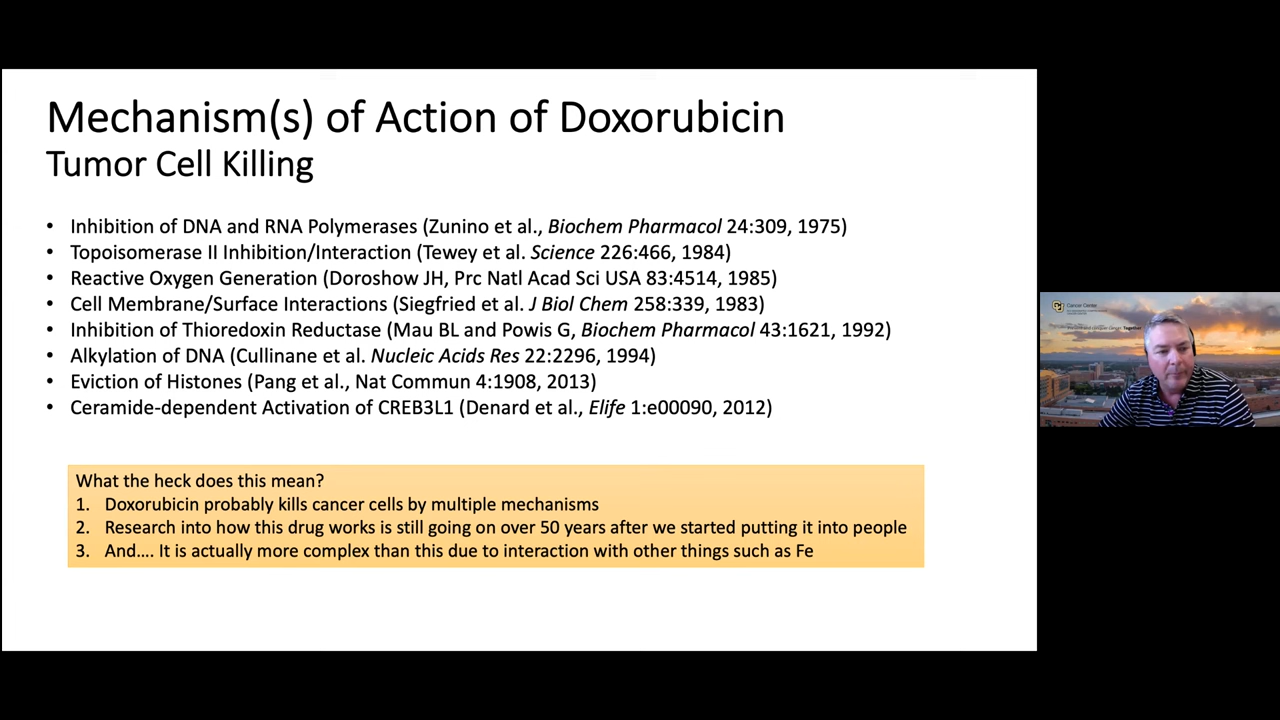 Mechanism(s) of Action of Doxorubicin
Tumor Cell Killing
• Inhibition of DNA and RNA Polymerases (Zunino et al., Biochem Pharmacol 24:309, 1975)
• Topoisomerase II Inhibition/Interaction (Tewey et al. Science 226:466, 1984)
• Reactive Oxygen Generation (Doroshow JH, Prc Natl Acad Sci USA 83:4514, 1985)
• Cell Membrane/Surface Interactions (Siegfried et al. J Biol Chem 258:339, 1983)
• Inhibition of Thioredoxin Reductase (Mau BL and Powis G, Biochem Pharmacol 43:1621, 1992)
• Alkylation of DNA (Cullinane et al. Nucleic Acids Res 22:2296, 1994)
• Eviction of Histones (Pang et al., Nat Commun 4:1908, 2013)
• Ceramide-dependent Activation of CREB3L1 (Denard et al., Elife 1:e00090, 2012)
What the heck does this mean?
1. Doxorubicin probably kills cancer cells by multiple mechanisms
2. Research into how this drug works is still going on over 50 years after we started putting it into people
3. And.... It is actually more complex than this due to interaction with other things such as Fe
Cancer Center
Together